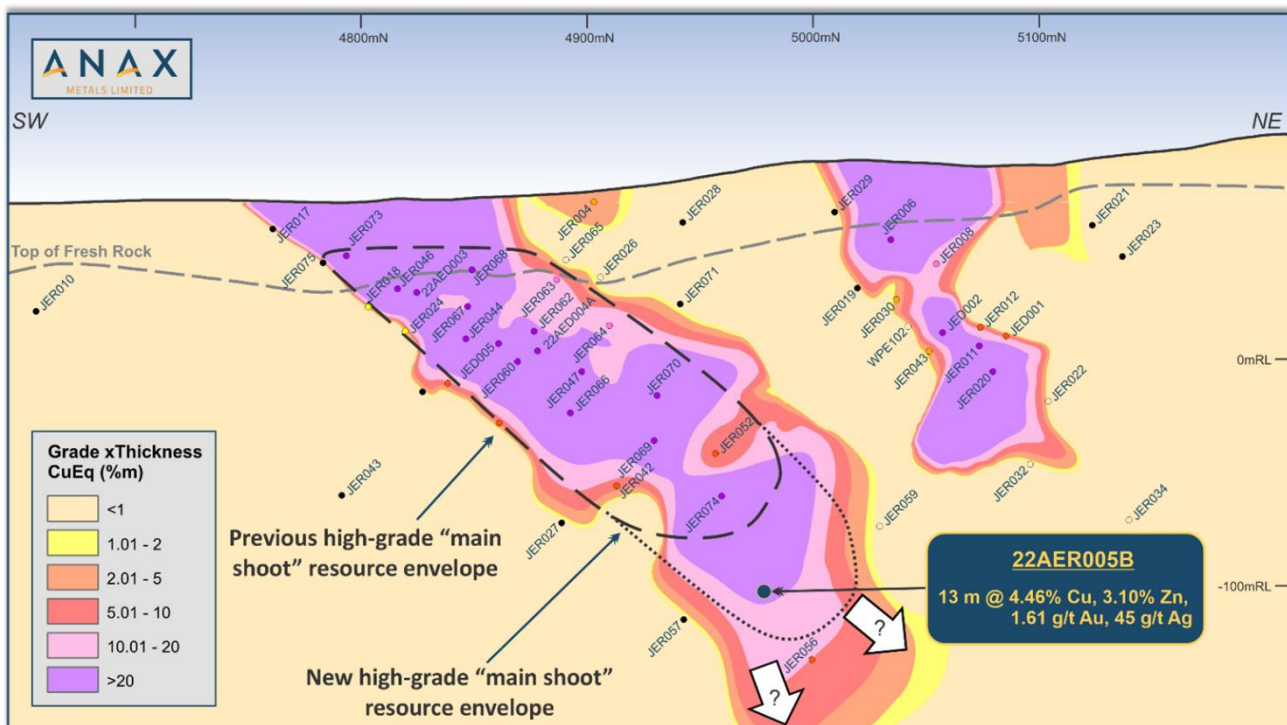 4800mN
4900mN
5000mN
5100mN
ANAX
METALS LIMITED
SW
NE
Top of Fresh Rock
JER010
JER017
JER073
JER075
JER018
JER046
22AED003
JER068
JER024
JER067
JER044
JER063
JER062
22AED004A
JER064
JED005
JER060
JER047
JER066
JER070
JER004
JER065
JER026
JER028
JER071
JER029
JER006
JER008
JER021
JER023
JER019
JER030
WPE102
JER043
JED002
JER012
JED001
JER011
JER020
JER022
JER032
JER034
JER059
0mRL
-100mRL
JER052
JER069
JER042
JER074
JER043
JER027
JER057
JER056
Grade xThickness
CuEq (%m)
<1
1.01 - 2
2.01 - 5
5.01 - 10
10.01 - 20
>20
Previous high-grade “main
shoot” resource envelope
New high-grade “main shoot”
resource envelope
22AER005B
13 m @ 4.46% Cu, 3.10% Zn,
1.61 g/t Au, 45 g/t Ag
?
?